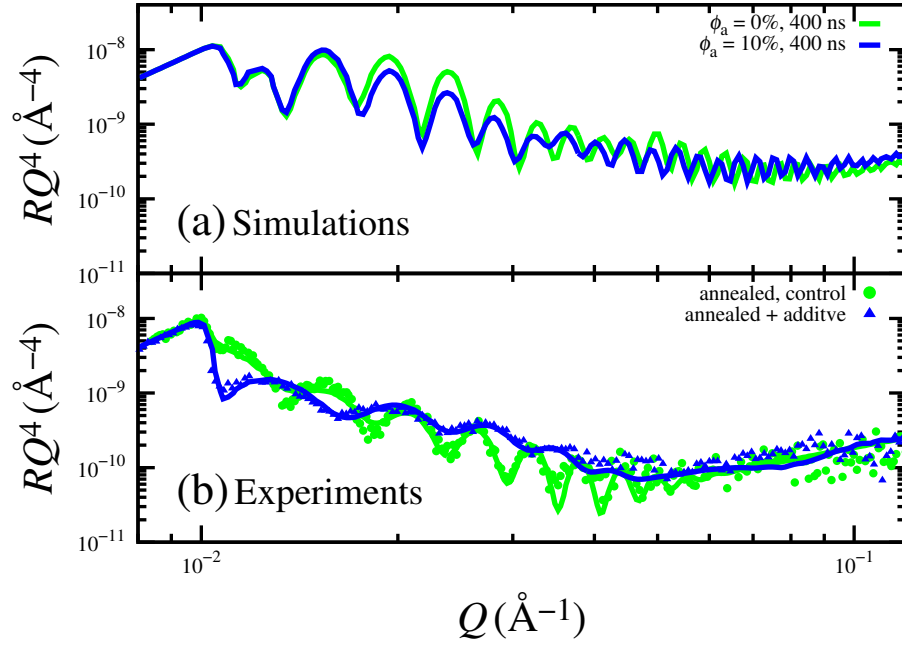 RQ⁴ (Å−4)
10⁻⁸
10⁻⁹
10⁻¹⁰
10⁻¹¹
ϕₐ = 0%, 400 ns
ϕₐ = 10%, 400 ns
(a) Simulations
RQ⁴ (Å−4)
10⁻⁸
10⁻⁹
10⁻¹⁰
10⁻¹¹
annealed, control
annealed + additve
(b) Experiments
10⁻² 10⁻¹
Q (Å⁻¹)